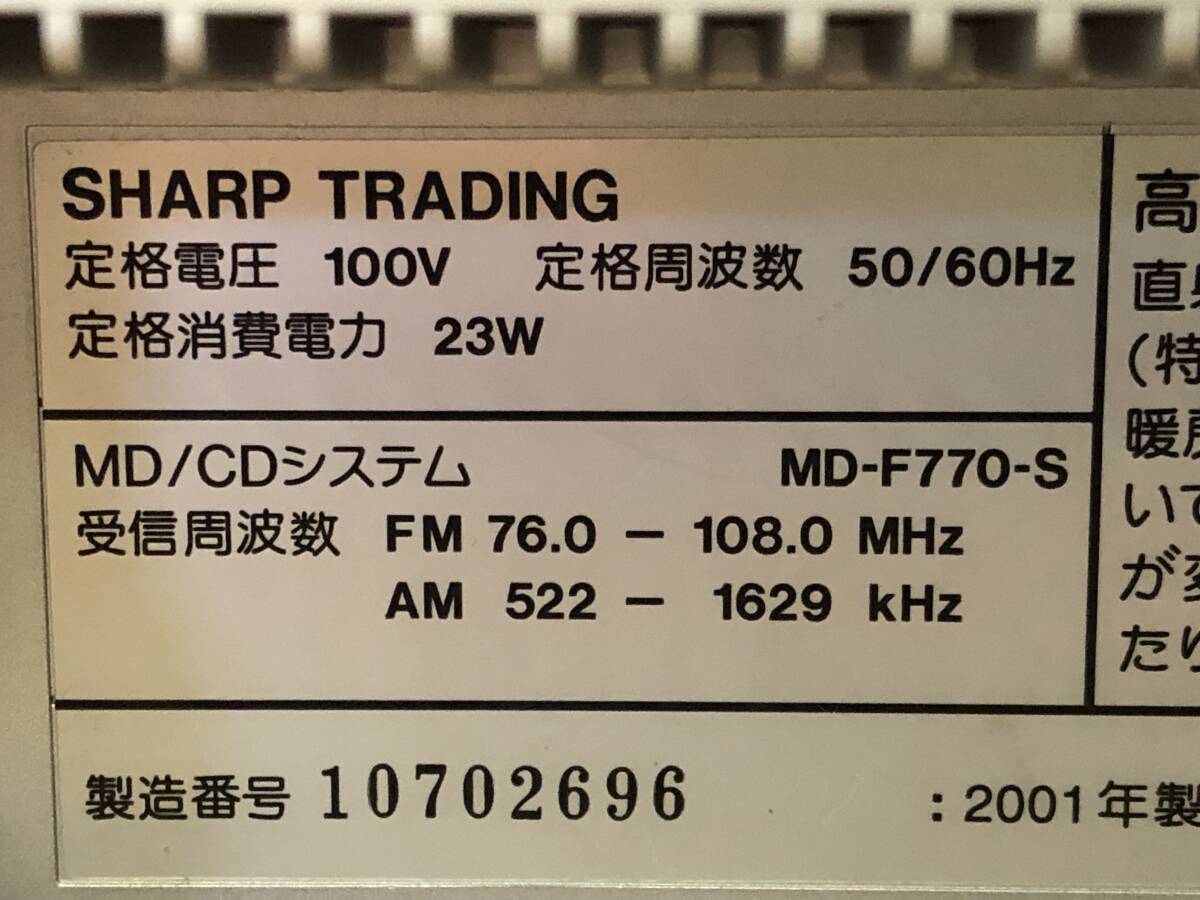 SHARP TRADING
定格電圧 100V 定格周波数 50/60Hz
定格消費電力 23W
MD/CDシステム MD-F770-S
受信周波数 FM 76.0 － 108.0 MHz
AM 522 － 1629 kHz
製造番号 10702696 : 2001年製
高
直射
(特
暖房
いて
が変
たり